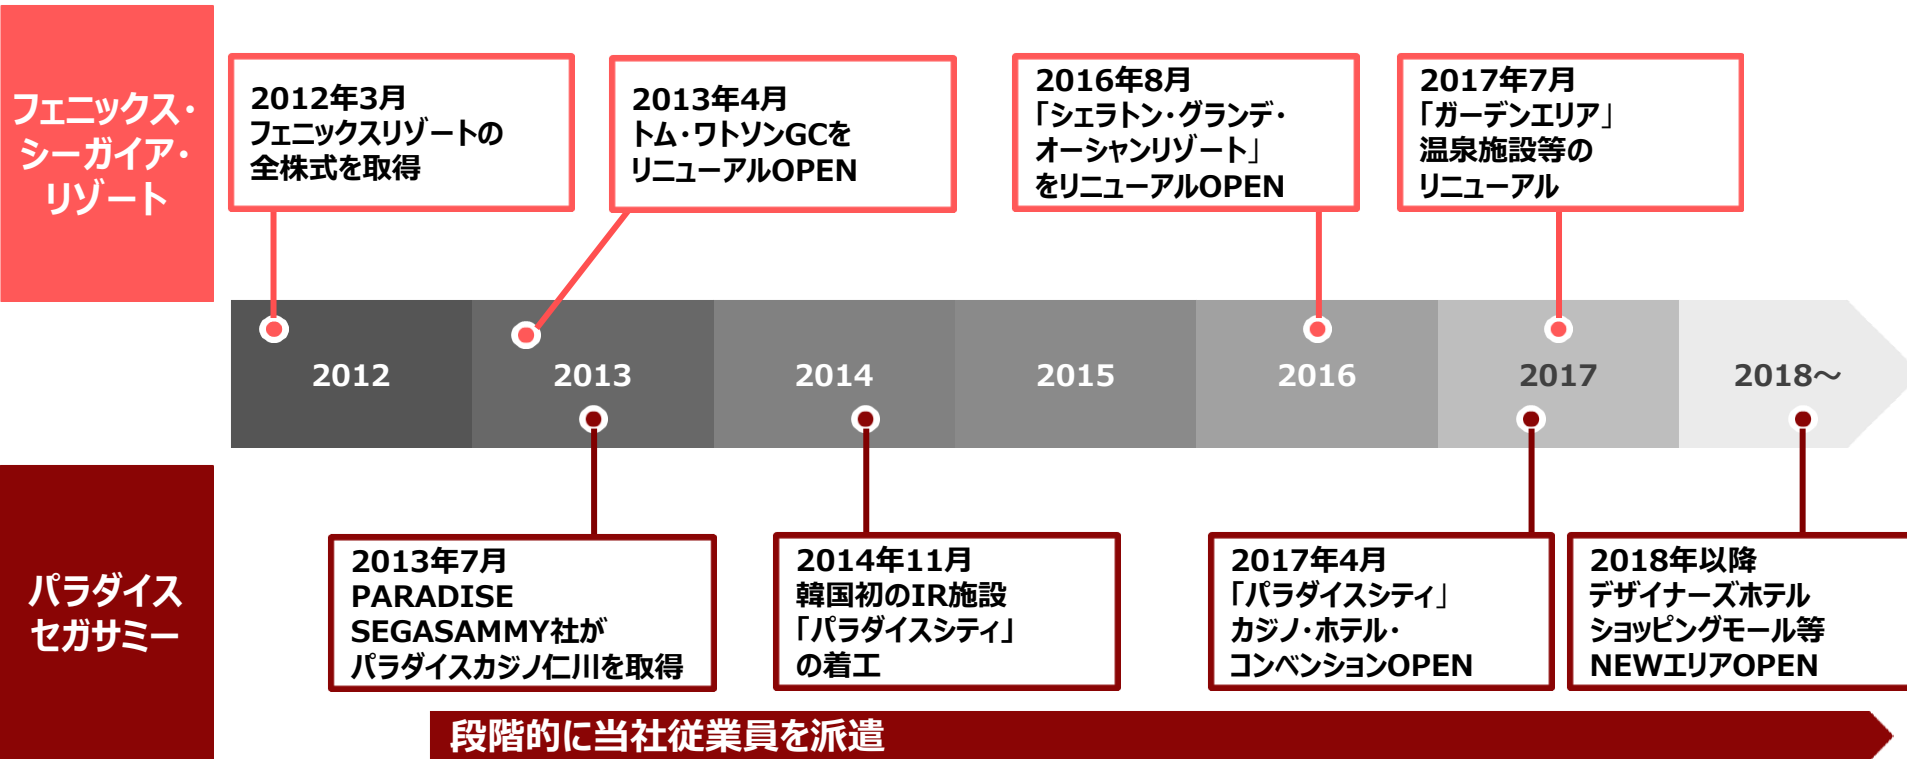 フェニックス・
シーガイア・
リゾート
2012年3月
フェニックスリゾートの
全株式を取得
2013年4月
トム・ワトソンGCを
リニューアルOPEN
2016年8月
「シェラトン・グランデ・
オーシャンリゾート」
をリニューアルOPEN
2017年7月
「ガーデンエリア」
温泉施設等の
リニューアル
2012
2013
2014
2015
2016
2017
2018～
パラダイス
セガサミー
2013年7月
PARADISE
SEGASAMMY社が
パラダイスカジノ仁川を取得
2014年11月
韓国初のIR施設
「パラダイスシティ」
の着工
2017年4月
「パラダイスシティ」
カジノ・ホテル・
コンベンションOPEN
2018年以降
デザイナーズホテル
ショッピングモール等
NEWエリアOPEN
段階的に当社従業員を派遣